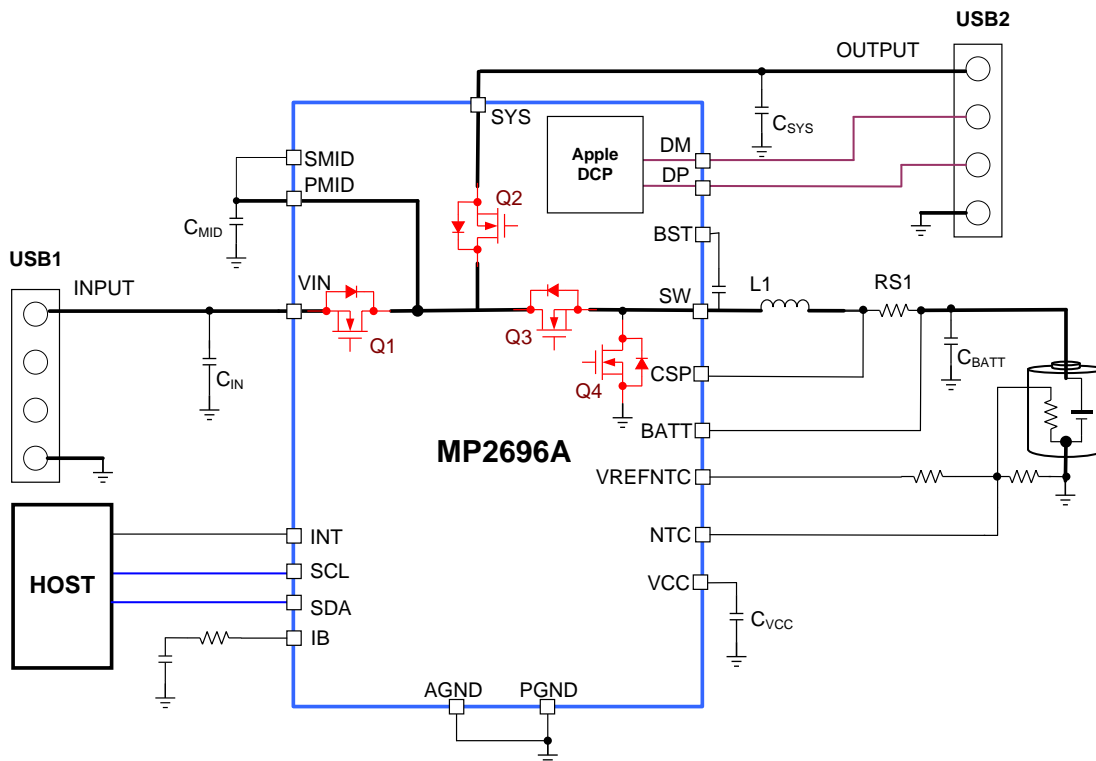 USB2
OUTPUT
SYS
C_SYS
Apple
DCP
DM
DP
SMID
PMID
Q2
C_MID
BST
USB1
INPUT
VIN
SW
L1
RS1
Q1
Q3
C_IN
Q4
CSP
C_BATT
BATT
MP2696A
VREFNTC
NTC
INT
HOST
SCL
VCC
SDA
C_VCC
IB
AGND
PGND